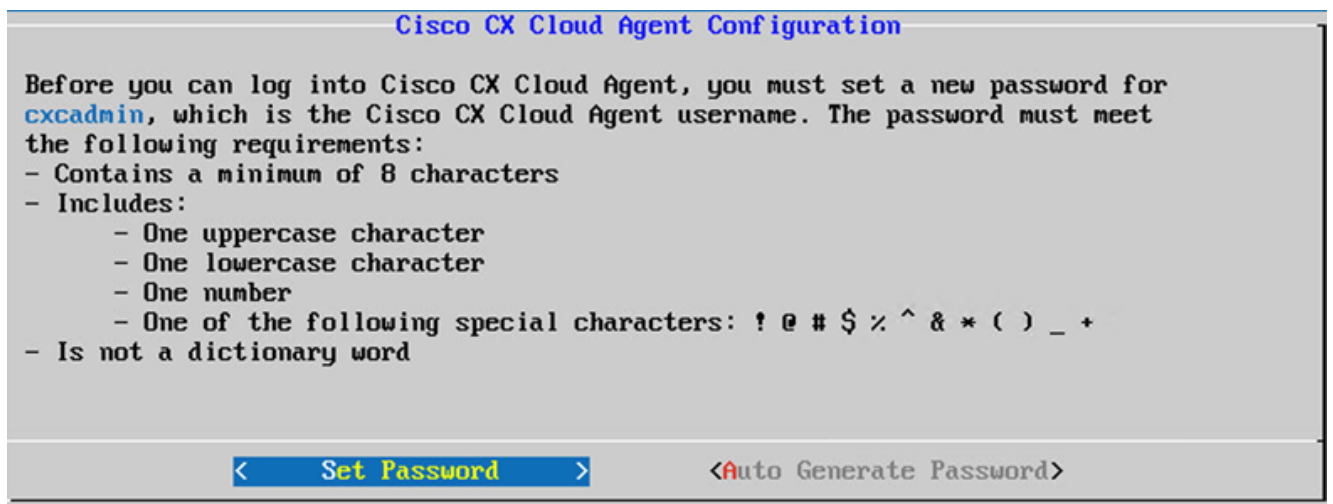 Cisco CX Cloud Agent Configuration
Before you can log into Cisco CX Cloud Agent, you must set a new password for
cxcadmin, which is the Cisco CX Cloud Agent username. The password must meet
the following requirements:
- Contains a minimum of 8 characters
- Includes:
- One uppercase character
- One lowercase character
- One number
- One of the following special characters: ! @ # $ % ^ & * ( ) _ +
- Is not a dictionary word
< Set Password > <Auto Generate Password>